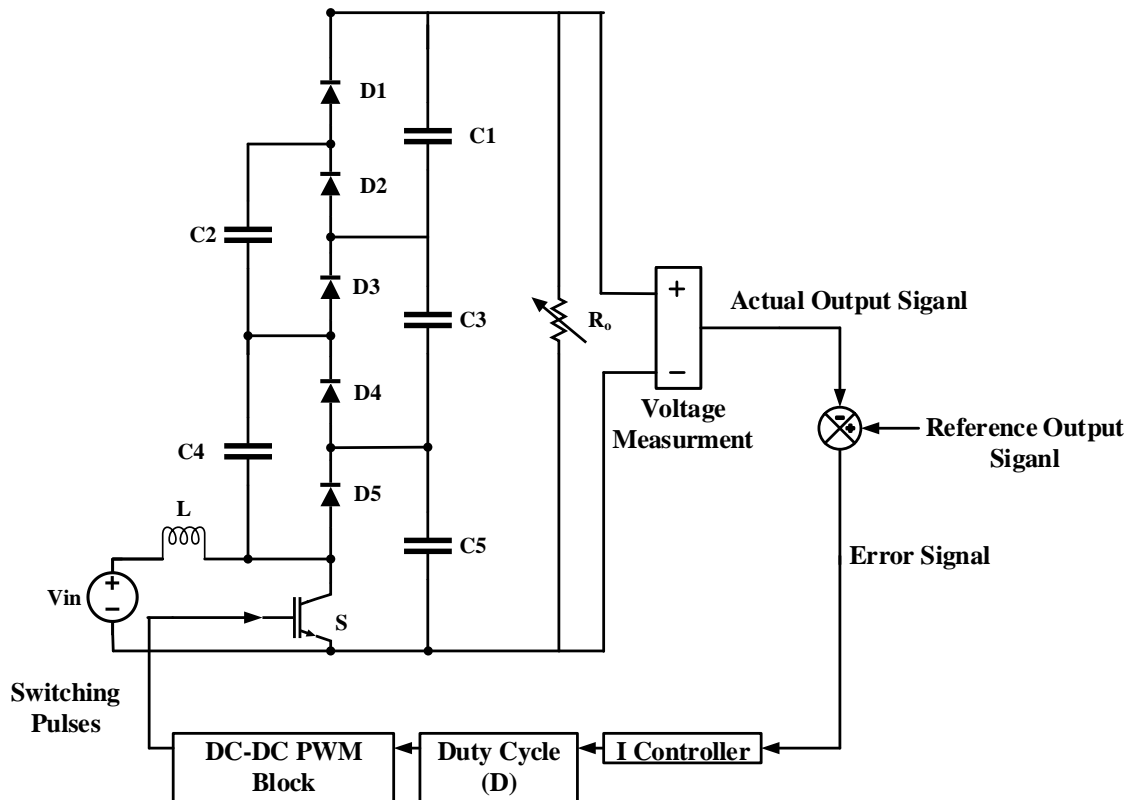 D1
C1
D2
C2
D3
C3
R₀
+
−
Actual Output Siganl
D4
Voltage
Measurment
-
+
Reference Output
Siganl
C4
D5
L
C5
Error Signal
Vin
+
−
S
Switching
Pulses
DC-DC PWM
Block
Duty Cycle
(D)
I Controller